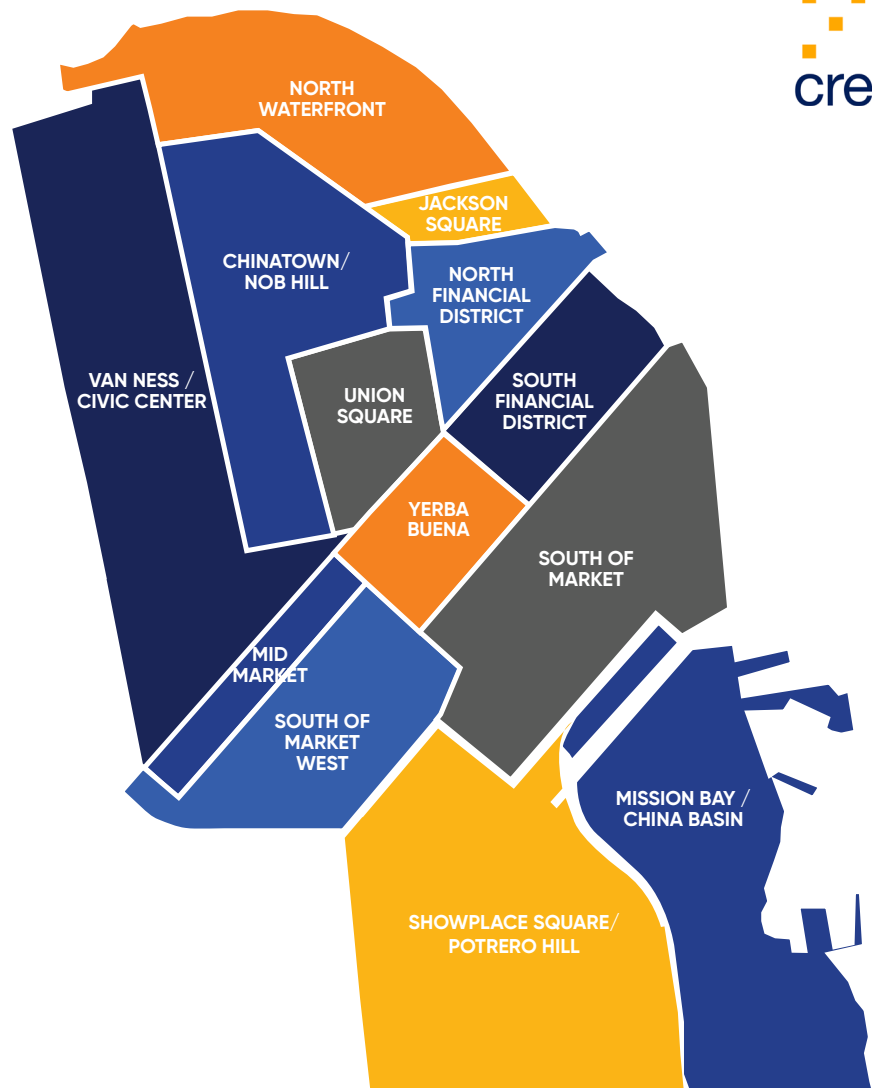 cre
NORTH
WATERFRONT
JACKSON
SQUARE
CHINATOWN/
NOB HILL
NORTH
FINANCIAL
DISTRICT
VAN NESS /
CIVIC CENTER
UNION
SQUARE
SOUTH
FINANCIAL
DISTRICT
YERBA
BUENA
SOUTH OF
MARKET
MID
MARKET
SOUTH OF
MARKET
WEST
MISSION BAY /
CHINA BASIN
SHOWPLACE SQUARE/
POTRERO HILL